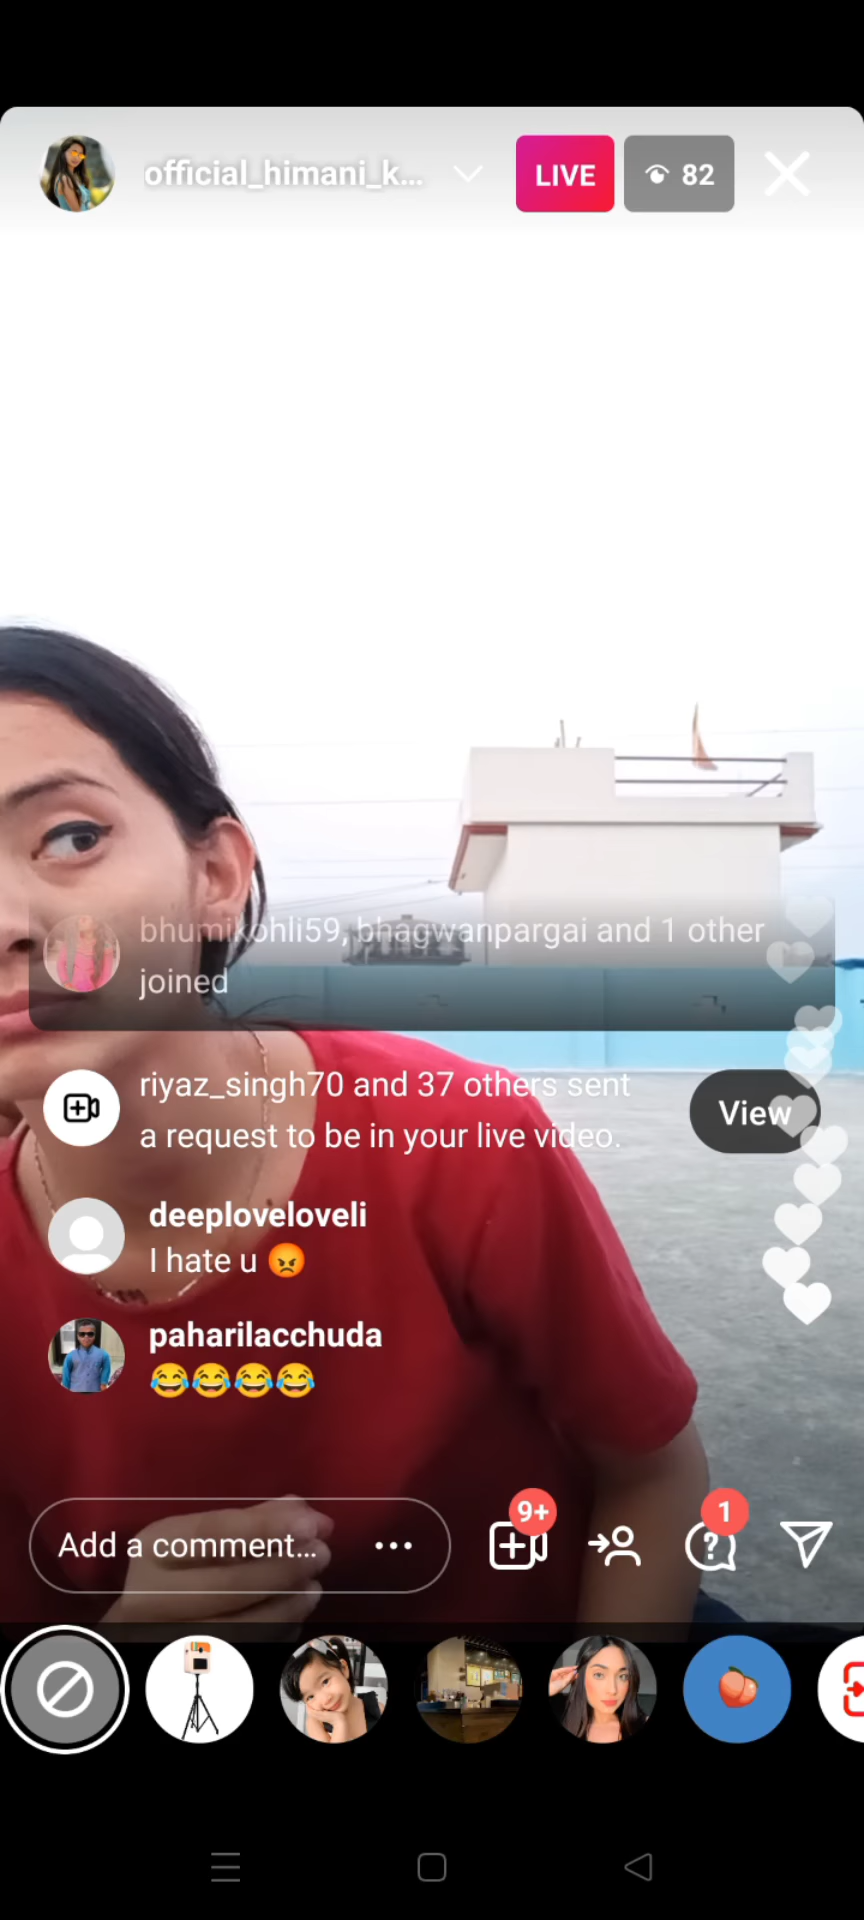 official_himani_k...
LIVE
82
bhumikohli59, bhagwanpargai and 1 other
joined
riyaz_singh70 and 37 others sent
a request to be in your live video.
View
deeploveloveli
I hate u 😡
paharilacchuda
😂😂😂😂
Add a comment...
9+
1